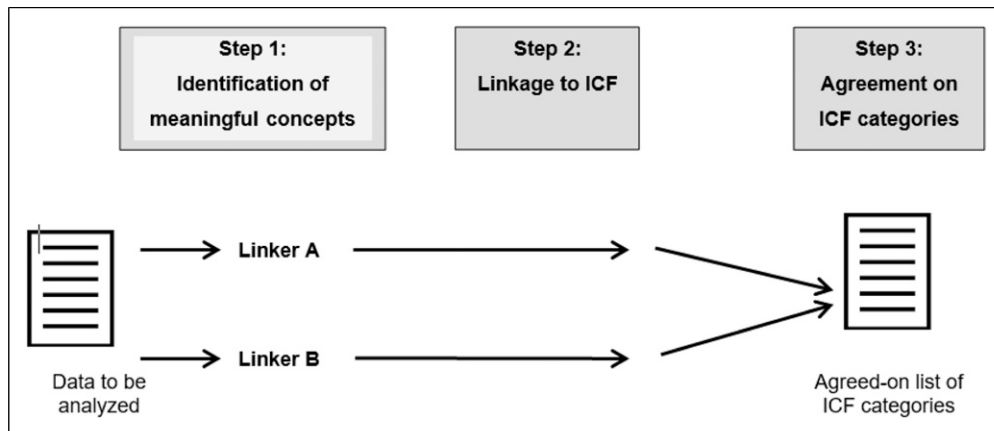 Step 1:
Identification of
meaningful concepts
Step 2:
Linkage to ICF
Step 3:
Agreement on
ICF categories
Linker A
Linker B
Data to be
analyzed
Agreed-on list of
ICF categories